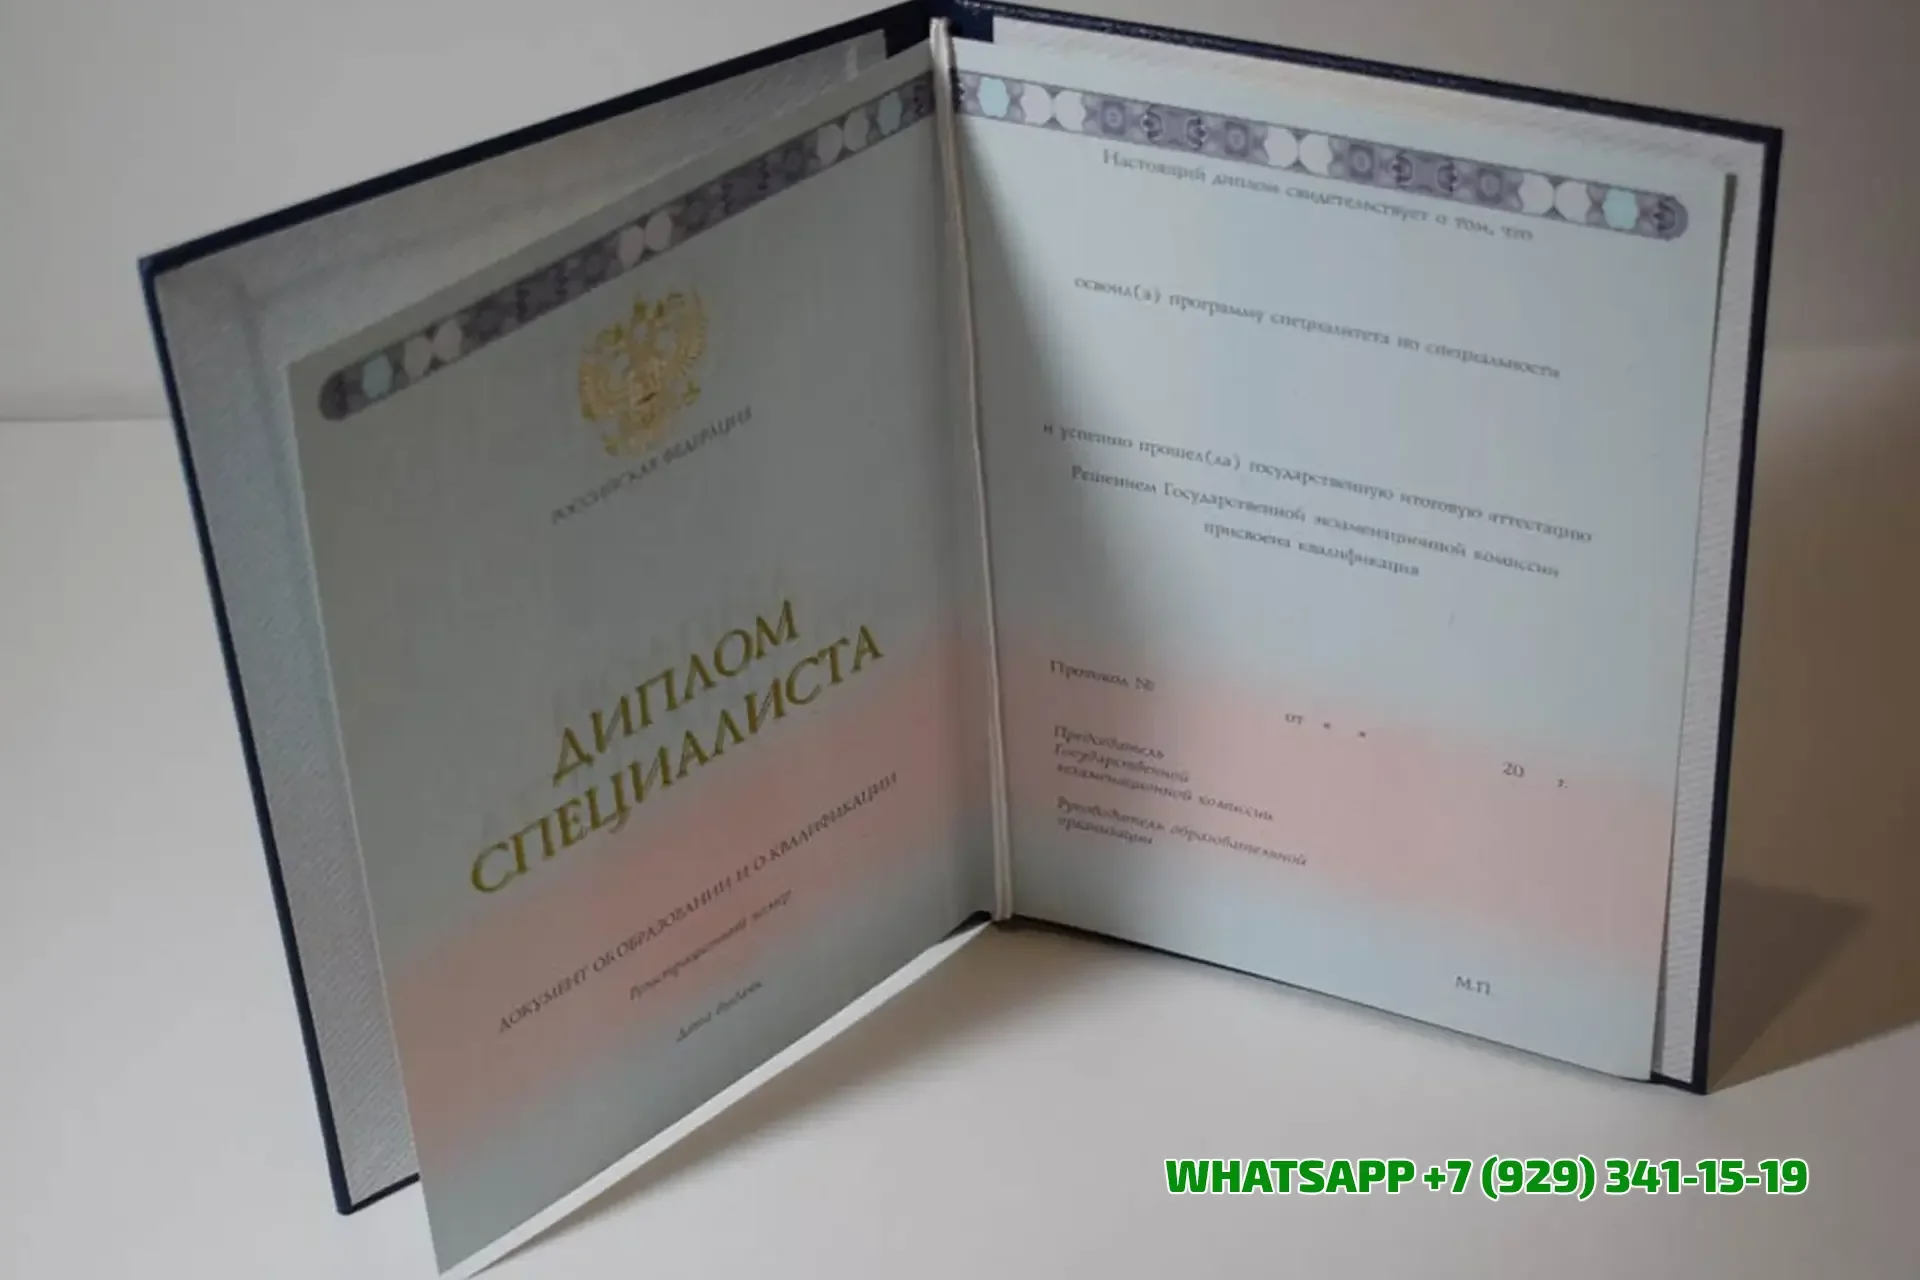 РОССИЙСКАЯ ФЕДЕРАЦИЯ
ДИПЛОМ
СПЕЦИАЛИСТА
ДОКУМЕНТ ОБ ОБРАЗОВАНИИ И О КВАЛИФИКАЦИИ
Регистрационный номер
Дата выдачи
Настоящий диплом свидетельствует о том, что
освоил(а) программу специалитета по специальности
и успешно прошел(ла) государственную итоговую аттестацию
Решением Государственной экзаменационной комиссии
присвоена квалификация
Протокол №
от « » 20 г.
Председатель
Государственной
экзаменационной комиссии
Руководитель образовательной
организации
М.П.
WHATSAPP +7 (929) 341-15-19